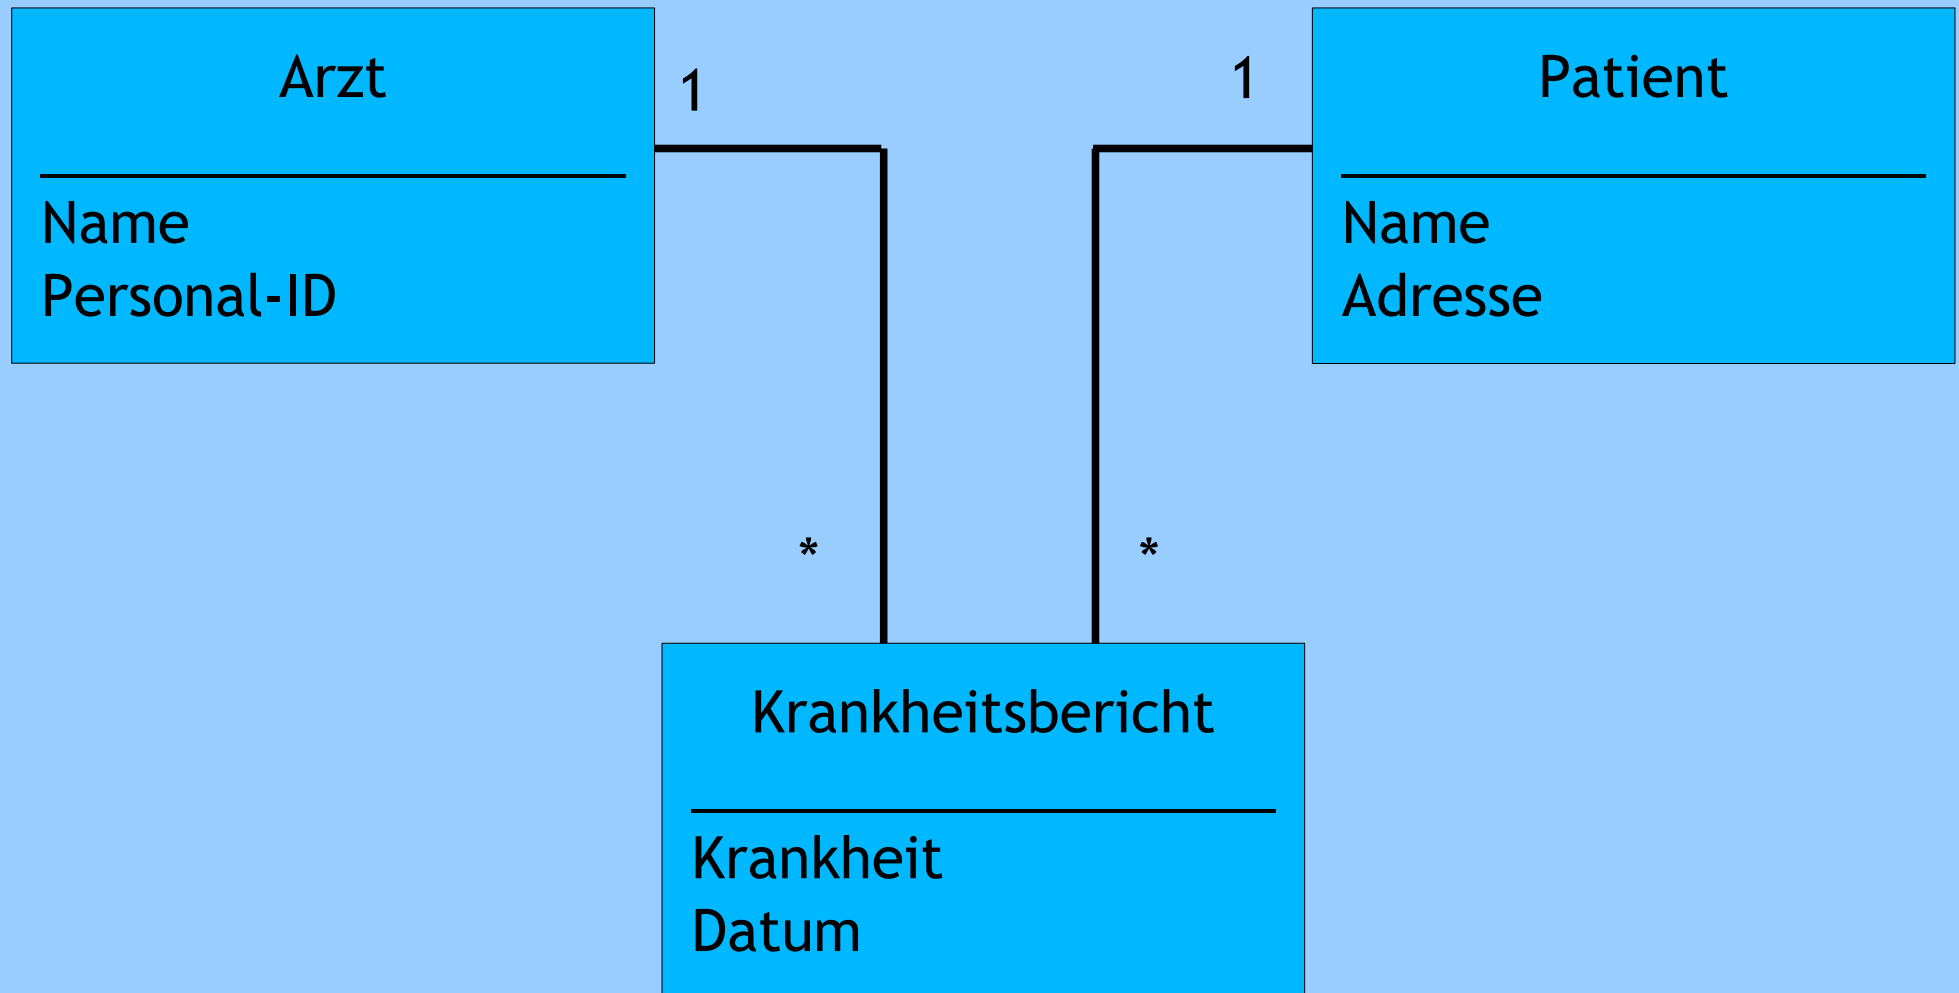 Arzt
Name
Personal-ID
1
1
Patient
Name
Adresse
*
*
Krankheitsbericht
Krankheit
Datum